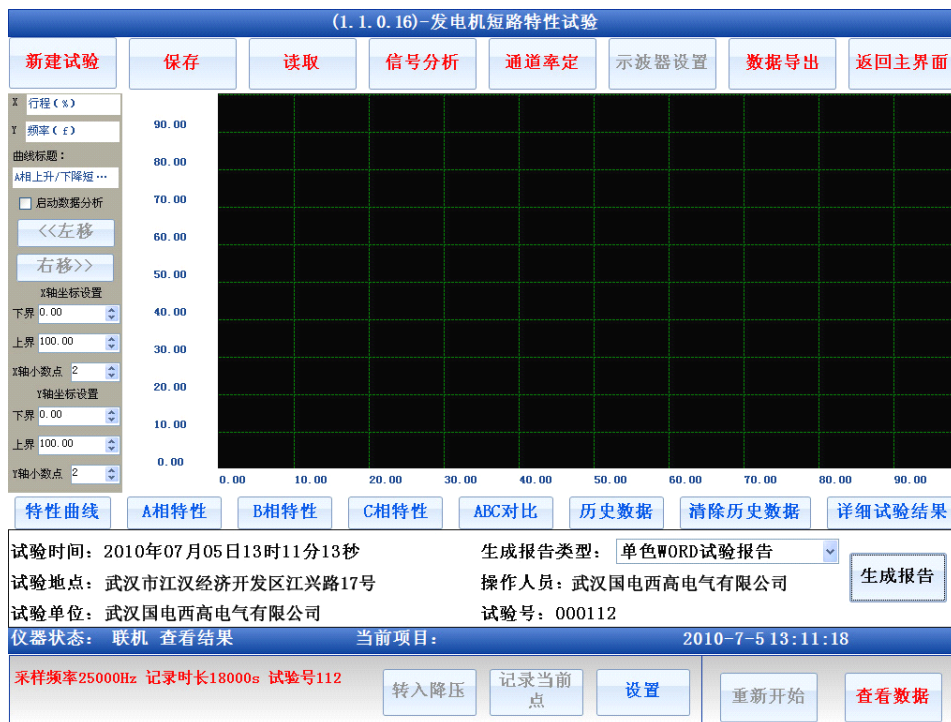 (1.1.0.16)-发电机短路特性试验
新建试验 保存 读取 信号分析 通道率定 示波器设置 数据导出 返回主界面
X 行程(%)
Y 频率(f)
曲线标题:
A相上升/下降短…
启动数据分析
<<左移
右移>>
X轴坐标设置
下界 0.00
上界 100.00
X轴小数点 2
Y轴坐标设置
下界 0.00
上界 100.00
Y轴小数点 2
90.00
80.00
70.00
60.00
50.00
40.00
30.00
20.00
10.00
0.00
0.00 10.00 20.00 30.00 40.00 50.00 60.00 70.00 80.00 90.00
特性曲线 A相特性 B相特性 C相特性 ABC对比 历史数据 清除历史数据 详细试验结果
试验时间: 2010年07月05日13时11分13秒 生成报告类型: 单色WORD试验报告
试验地点: 武汉市江汉经济开发区江兴路17号 操作人员: 武汉国电西高电气有限公司 生成报告
试验单位: 武汉国电西高电气有限公司 试验号: 000112
仪器状态: 联机 查看结果 当前项目: 2010-7-5 13:11:18
采样频率25000Hz 记录时长18000s 试验号112
转入降压 记录当前点 设置 重新开始 查看数据